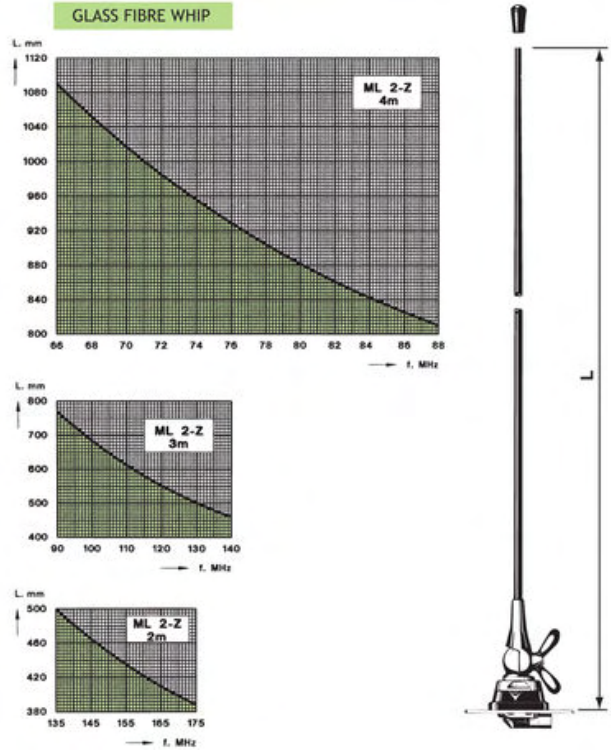 GLASS FIBRE WHIP
L. mm
1120
1080
1040
1000
960
920
880
840
800
ML 2-Z
4m
66 68 70 72 74 76 78 80 82 84 86 88
f. MHz
L
L. mm
800
700
600
500
400
ML 2-Z
3m
90 100 110 120 130 140
f. MHz
L. mm
500
460
420
380
ML 2-Z
2m
135 145 155 165 175
f. MHz